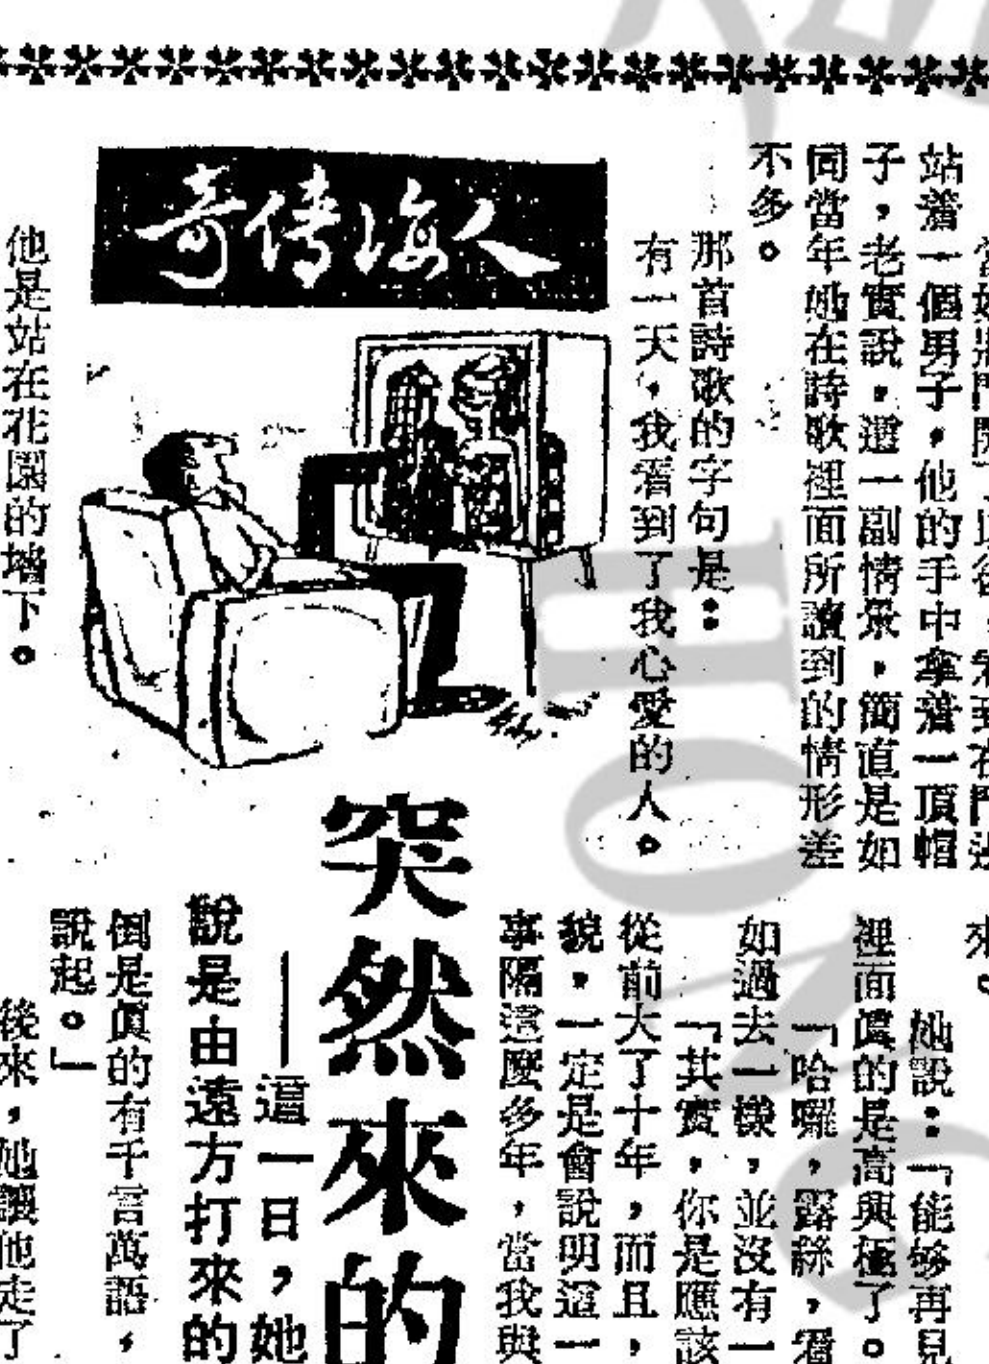 站着一個男子，他的手中拿着一頂帽
子，老實說，這一副情景，簡直是如
同當年她在詩歌裡面所讀到的情形差
不多。
那首詩歌的字句是：
有一天，我看到了我心愛的人。
人海傳奇
他是站在花園的墻下。
來。
她說：「能够再見
裡面眞的是高興極了。
「哈囉，露絲，看
如過去一樣，並沒有一
「其實，你是應該
從前大了十年，而且，
貌，一定是會說明這一
事隔這麼多年，當我與
突然來的
——這一日，她
說是由遠方打來的
倒是眞的有千言萬語，
說起。」
後來，她讓他走了